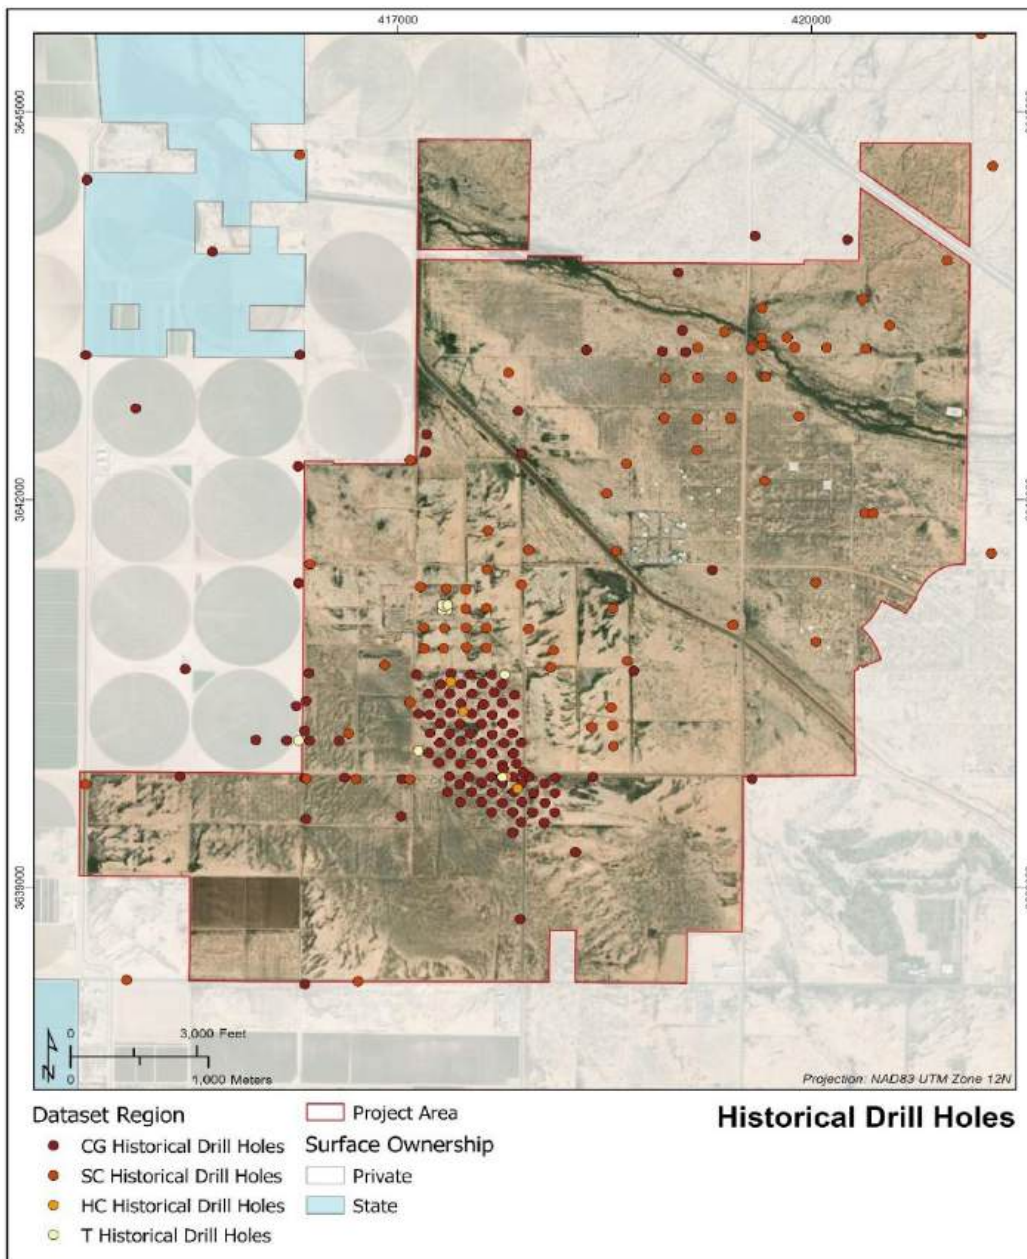 417000
420000
3645000
3642000
3639000
0 3,000 Feet
0 1,000 Meters
Projection: NAD83 UTM Zone 12N
Historical Drill Holes
Dataset Region
CG Historical Drill Holes
SC Historical Drill Holes
HC Historical Drill Holes
T Historical Drill Holes
Project Area
Surface Ownership
Private
State